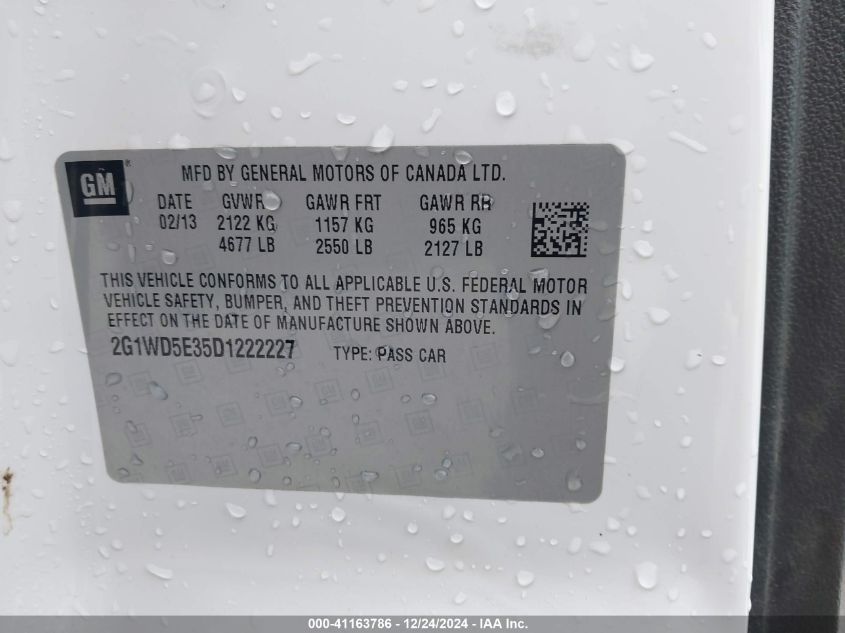 GM ®
MFD BY GENERAL MOTORS OF CANADA LTD.
DATE GVWR GAWR FRT GAWR RR
02/13 2122 KG 1157 KG 965 KG
4677 LB 2550 LB 2127 LB
THIS VEHICLE CONFORMS TO ALL APPLICABLE U.S. FEDERAL MOTOR
VEHICLE SAFETY, BUMPER, AND THEFT PREVENTION STANDARDS IN
EFFECT ON THE DATE OF MANUFACTURE SHOWN ABOVE.
2G1WD5E35D1222227 TYPE: PASS CAR
000-41163786 - 12/24/2024 - IAA Inc.